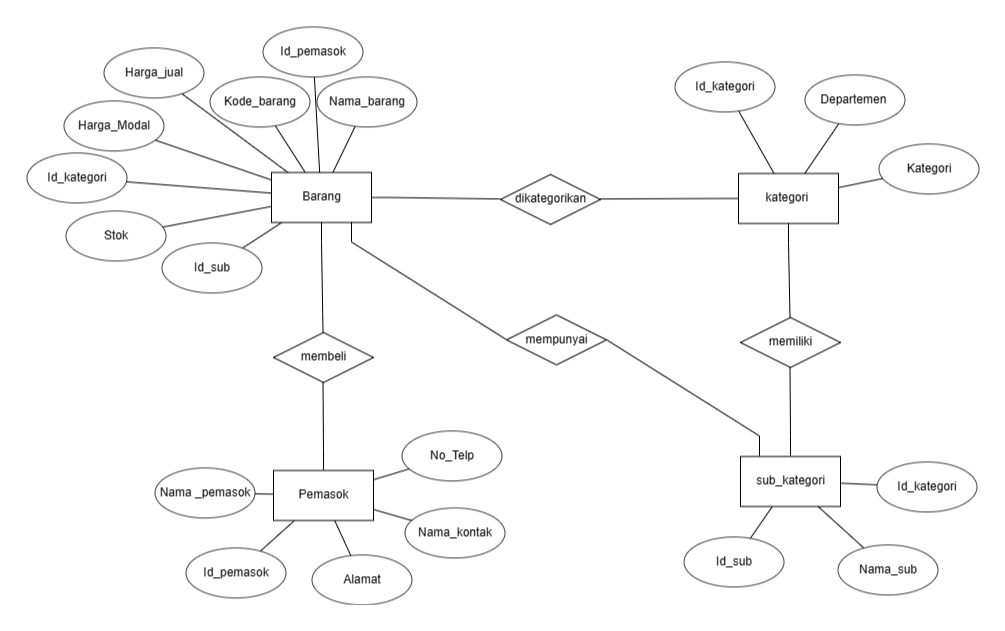 Id_pemasok
Harga_jual
Kode_barang
Nama_barang
Id_kategori
Departemen
Harga_Modal
Kategori
Id_kategori
Barang
dikategorikan
kategori
Stok
Id_sub
mempunyai
memiliki
membeli
No_Telp
sub_kategori
Id_kategori
Nama _pemasok
Pemasok
Nama_kontak
Id_sub
Nama_sub
Id_pemasok
Alamat